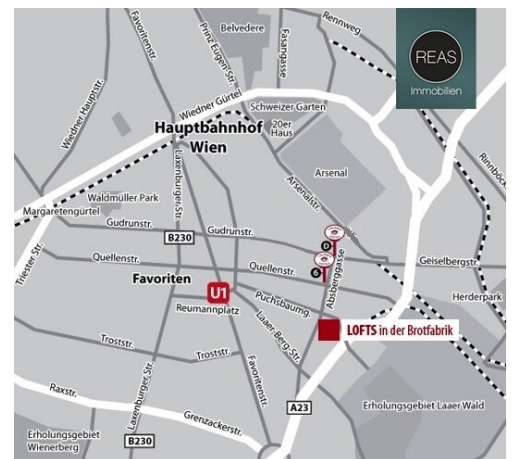 REAS
Immobilien
Belvedere
Rennweg
Favoritenstr.
Prinz Eugen-Str.
Fasangasse
Wiedner Hauptstr.
Wiedner Gürtel
Schweizer Garten
Hauptbahnhof
Wien
20er
Haus
Arsenal
Arsenalstr.
Laxenburger-Str.
Waldmüller Park
Margaretengürtel
Gudrunstr.
Gudrunstr.
B230
D
Triester Str.
Quellenstr.
Quellenstr.
6
Absberggasse
Geiselbergstr.
Favoriten
U1
Reumannplatz
Puchsbaumg.
Herderpark
Laaer-Berg-Str.
LOFTS in der Brotfabrik
Troststr.
Troststr.
Raxstr.
Laxenburger Str.
Favoritenstr.
A23
Grenzackerstr.
Erholungsgebiet Laaer Wald
Erholungsgebiet
Wienerberg
B230